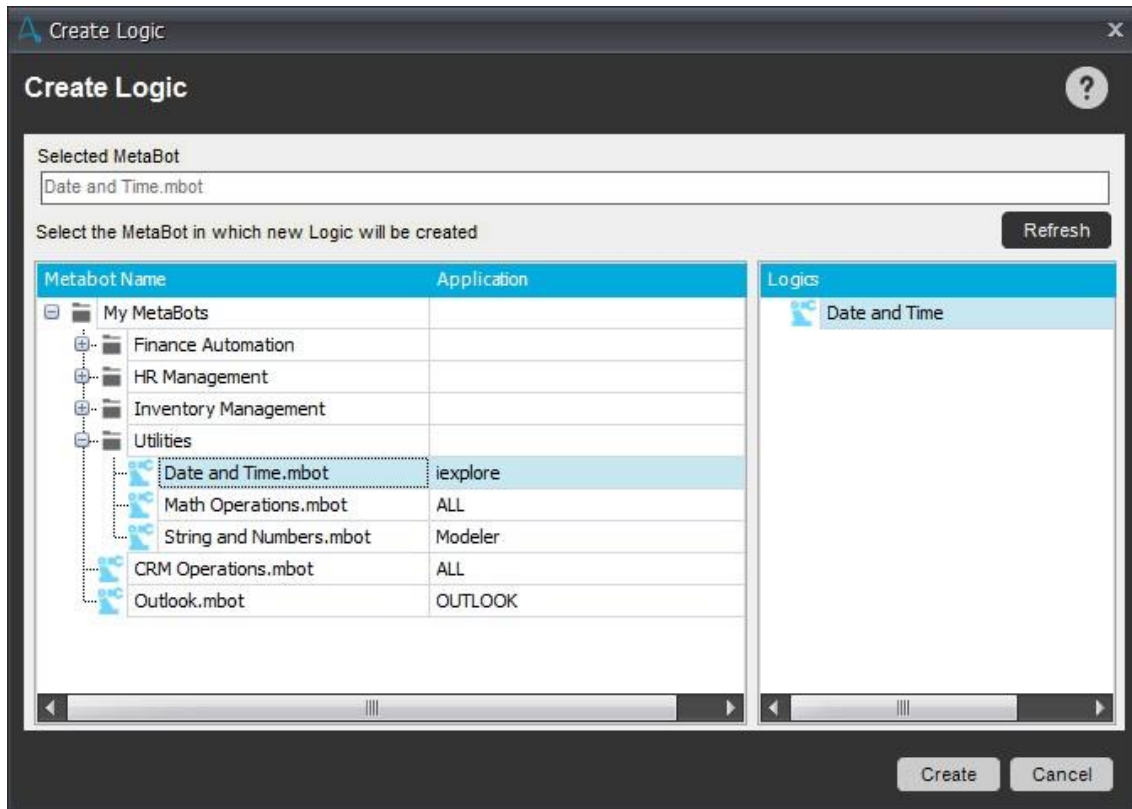 Create Logic
x
Create Logic
?
Selected MetaBot
Date and Time.mbot
Select the MetaBot in which new Logic will be created
Refresh
Metabot Name Application
My MetaBots
Finance Automation
HR Management
Inventory Management
Utilities
Date and Time.mbot iexplore
Math Operations.mbot ALL
String and Numbers.mbot Modeler
CRM Operations.mbot ALL
Outlook.mbot OUTLOOK
Logics
Date and Time
Create Cancel